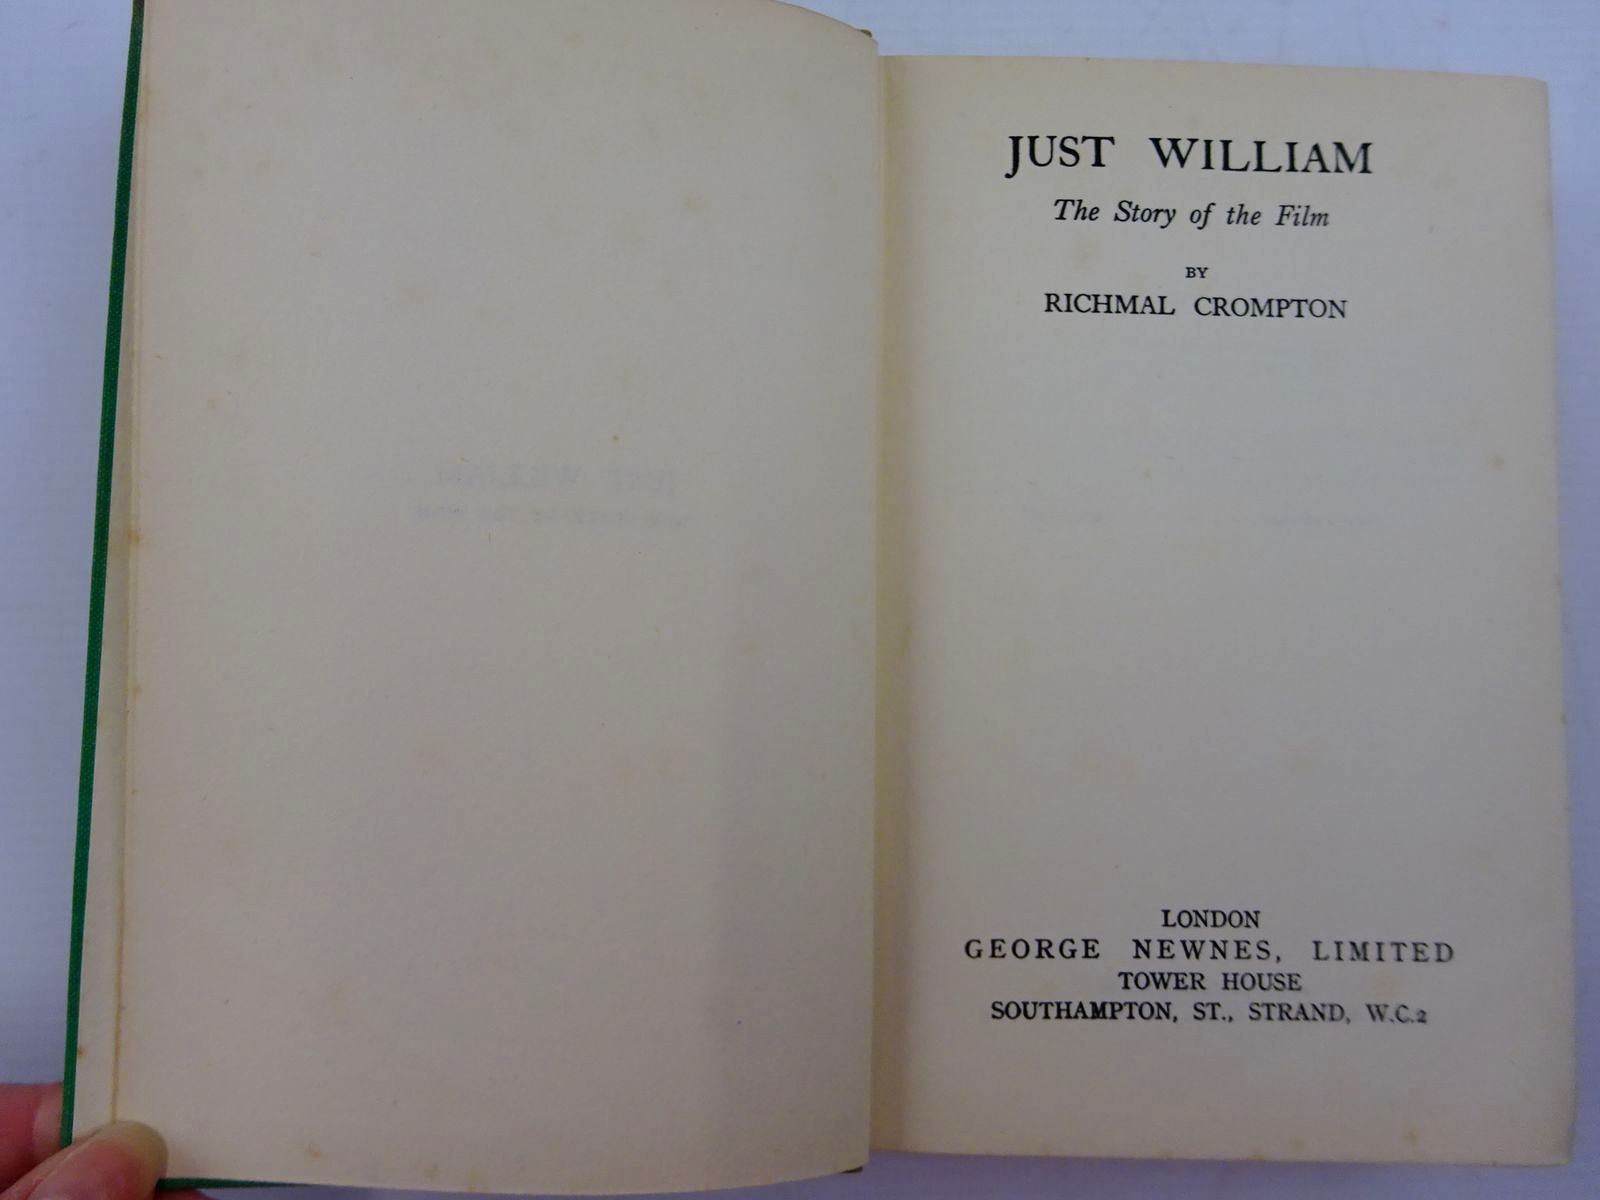 JUST WILLIAM
The Story of the Film
BY
RICHMAL CROMPTON
LONDON
GEORGE NEWNES, LIMITED
TOWER HOUSE
SOUTHAMPTON, ST., STRAND, W.C.2